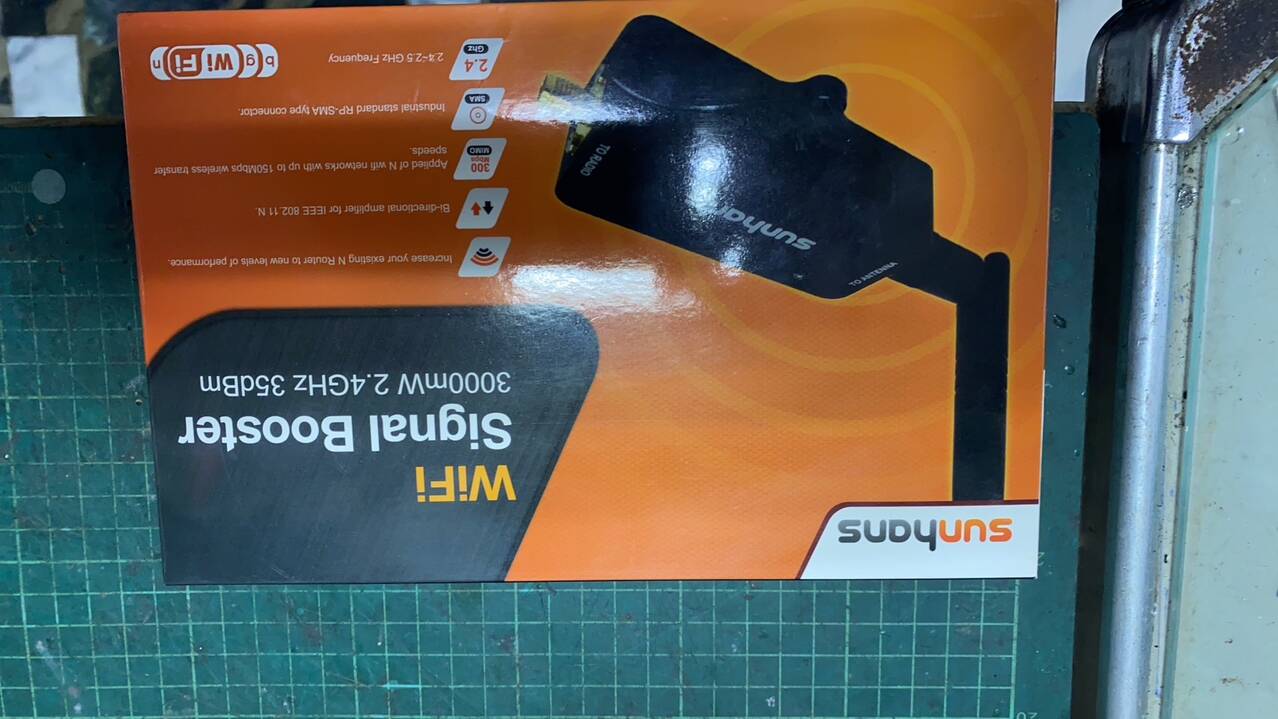 sunhans
WiFi
Signal Booster
3000mW 2.4GHz 35dBm
Increase your existing N Router to new levels of performance.
Bi-directional amplifier for IEEE 802.11 N.
300
Mbps
MIMO
Applied of N wifi networks with up to 150Mbps wireless transfer
speeds.
SMA
Industrial standard RP-SMA type connector.
2.4
Ghz
2.4~2.5 GHz Frequency
b g WiFi n
TO ANTENNA
sunhans
TO RADIO